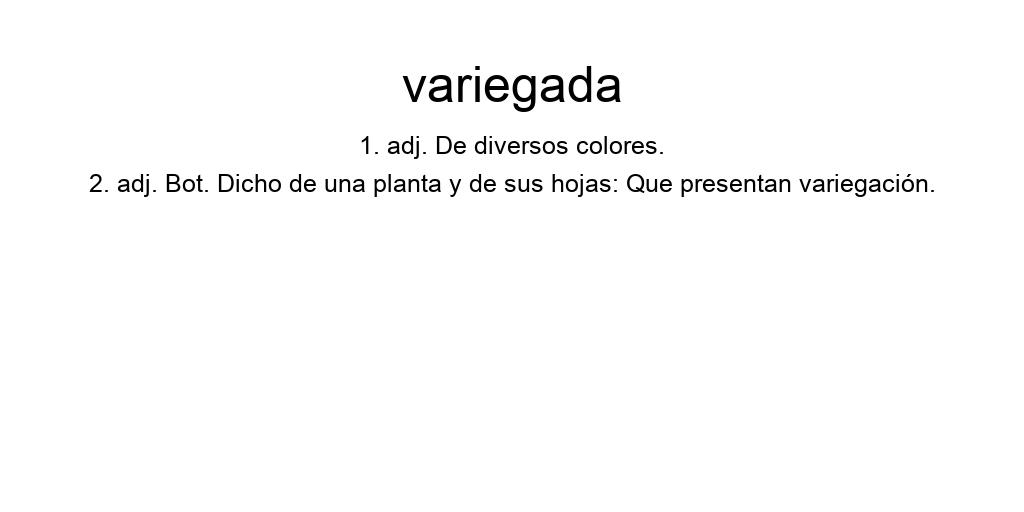 variegada
1. adj. De diversos colores.
2. adj. Bot. Dicho de una planta y de sus hojas: Que presentan variegación.